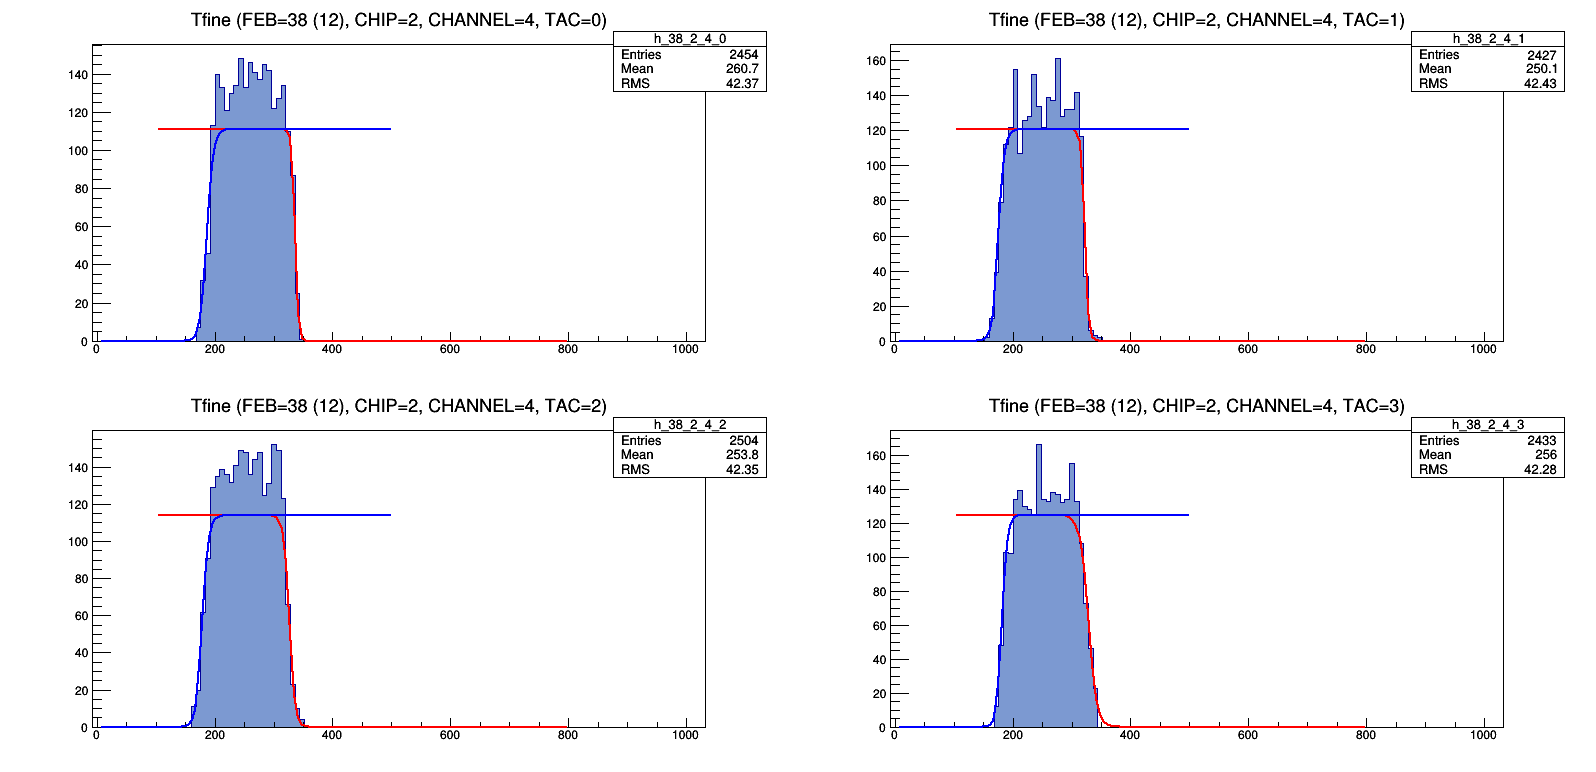 Tfine (FEB=38 (12), CHIP=2, CHANNEL=4, TAC=0)
h_38_2_4_0
Entries 2454
Mean 260.7
RMS 42.37
140
120
100
80
60
40
20
0
0 200 400 600 800 1000
Tfine (FEB=38 (12), CHIP=2, CHANNEL=4, TAC=1)
h_38_2_4_1
Entries 2427
Mean 250.1
RMS 42.43
160
140
120
100
80
60
40
20
0
0 200 400 600 800 1000
Tfine (FEB=38 (12), CHIP=2, CHANNEL=4, TAC=2)
h_38_2_4_2
Entries 2504
Mean 253.8
RMS 42.35
140
120
100
80
60
40
20
0
0 200 400 600 800 1000
Tfine (FEB=38 (12), CHIP=2, CHANNEL=4, TAC=3)
h_38_2_4_3
Entries 2433
Mean 256
RMS 42.28
160
140
120
100
80
60
40
20
0
0 200 400 600 800 1000